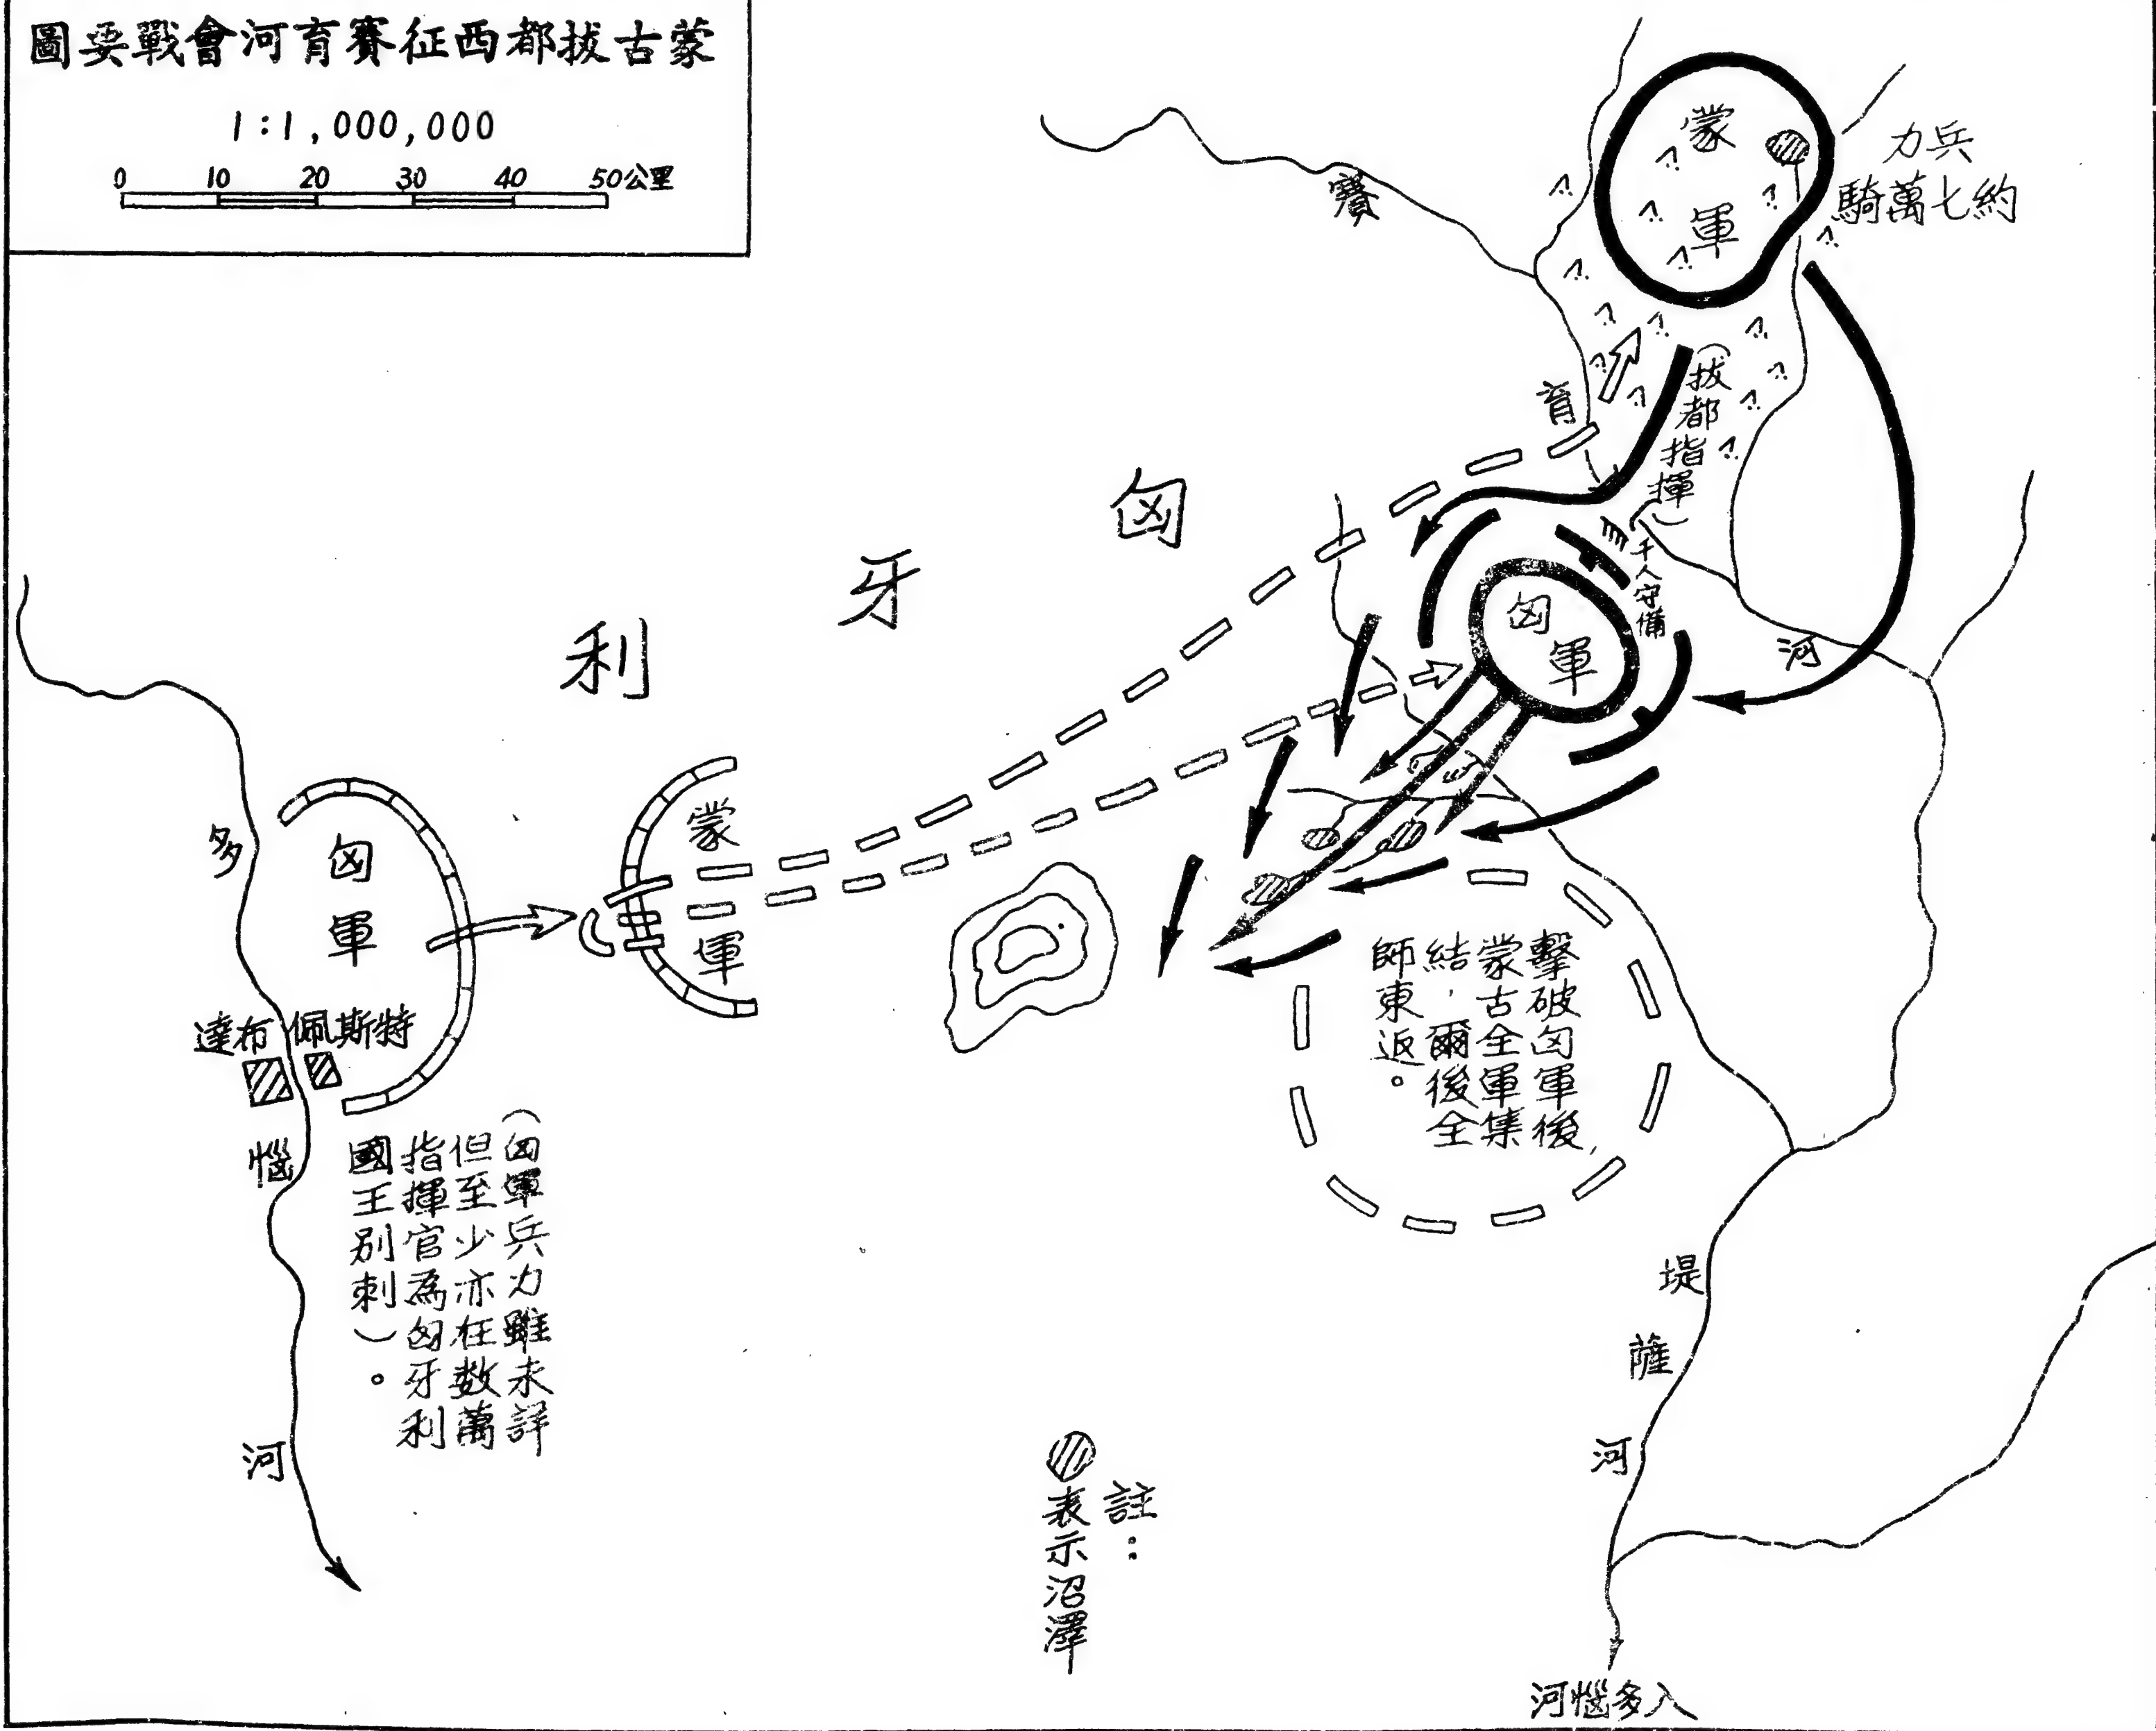 蒙古拔都西征賽育河會戰要圖
1:1,000,000
0 10 20 30 40 50公里
蒙軍
兵力
約七萬騎
賽
育
河
(拔都指揮)
千人守備
匈軍
匈牙利
蒙軍
匈軍
多
惱
河
布達
佩斯特
(匈軍兵力雖未詳
但至少亦在数萬
指揮官為匈牙利
國王別剌)。
擊破匈軍後,
蒙古全軍集
結,爾後全
師東返。
堤
薩
河
入多惱河
註:
表示沼澤